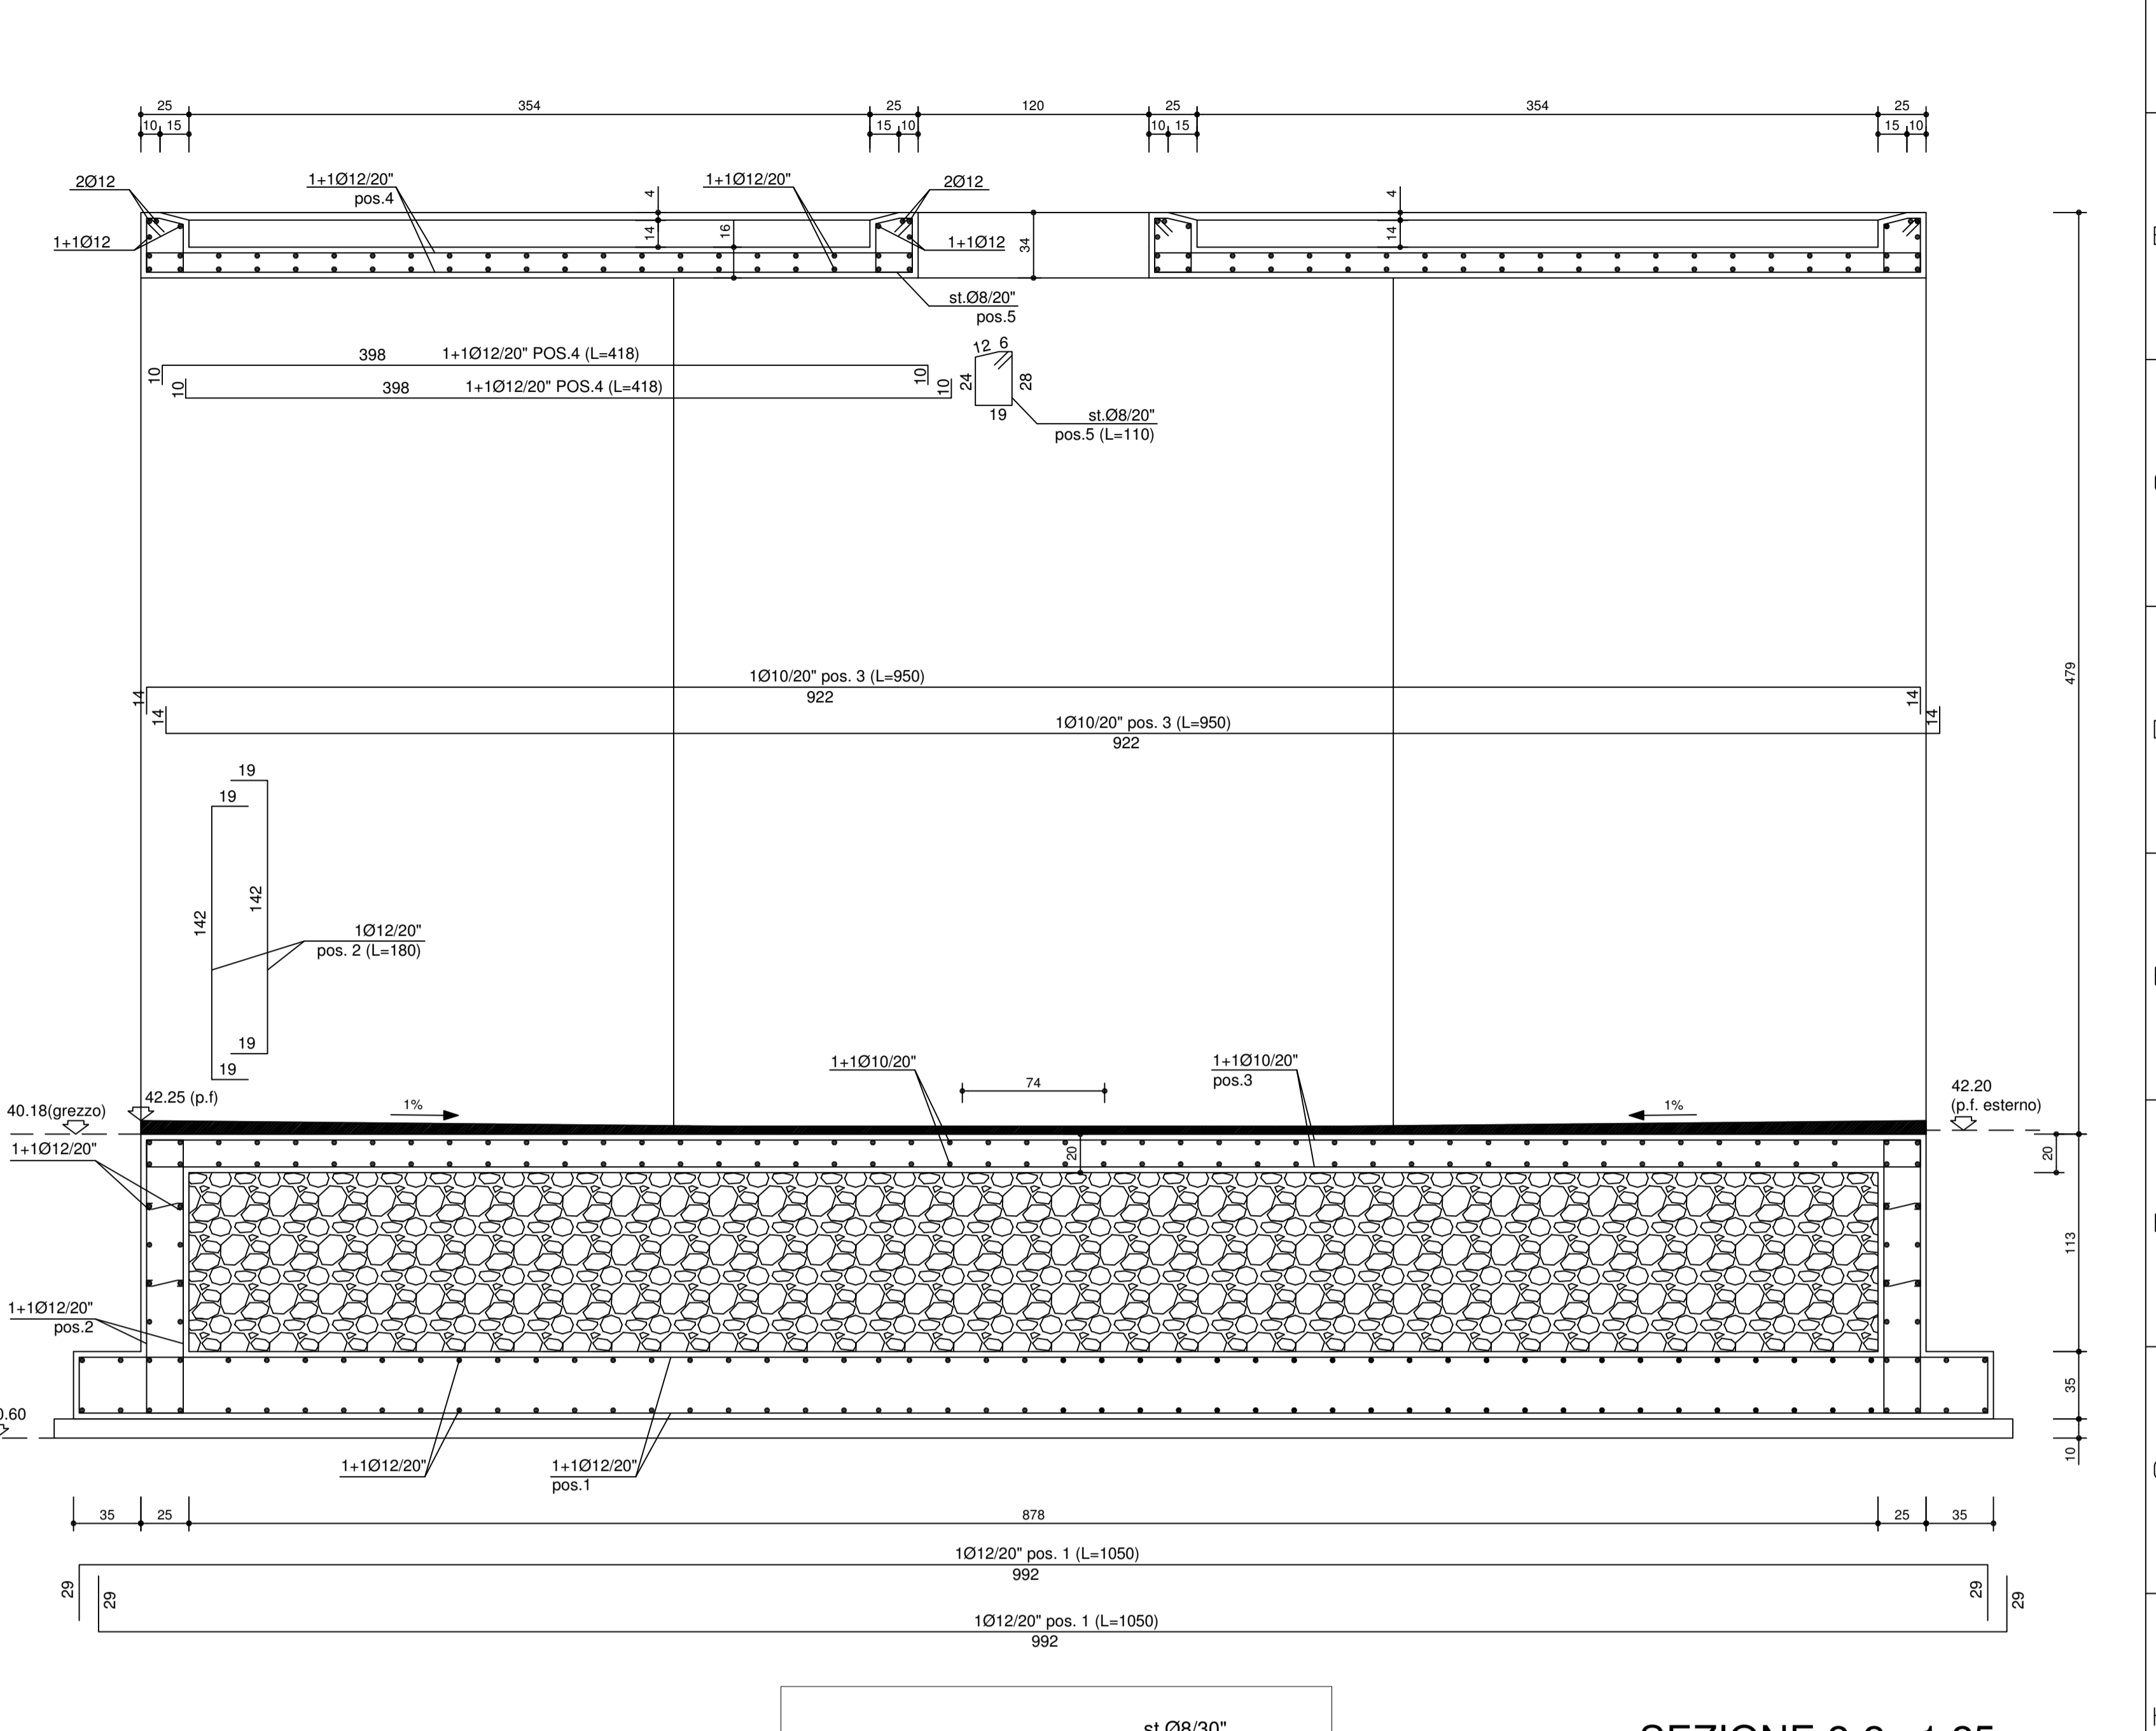 25 354 25 120 25 354 25
10 15 15 10 10 15 15 10
2Ø12
1+1Ø12/20"
pos.4
1+1Ø12/20"
2Ø12
4
4
1+1Ø12
14
16
1+1Ø12
34
14
st.Ø8/20"
pos.5
398 1+1Ø12/20" POS.4 (L=418)
10 10
398 1+1Ø12/20" POS.4 (L=418)
10 10
12 6
24 28
19
st.Ø8/20"
pos.5 (L=110)
479
1Ø10/20" pos. 3 (L=950)
14 922 14
1Ø10/20" pos. 3 (L=950)
14 922 14
19
19
142
142
1Ø12/20"
pos. 2 (L=180)
19
19
1+1Ø10/20"
1+1Ø10/20"
pos.3
74
42.25 (p.f)
40.18(grezzo)
1%
1%
42.20
(p.f. esterno)
1+1Ø12/20"
20
20
113
1+1Ø12/20"
pos.2
35
0.60
10
1+1Ø12/20"
1+1Ø12/20"
pos.1
35 25 878 25 35
1Ø12/20" pos. 1 (L=1050)
29 992 29
1Ø12/20" pos. 1 (L=1050)
29 992 29
st.Ø8/30"